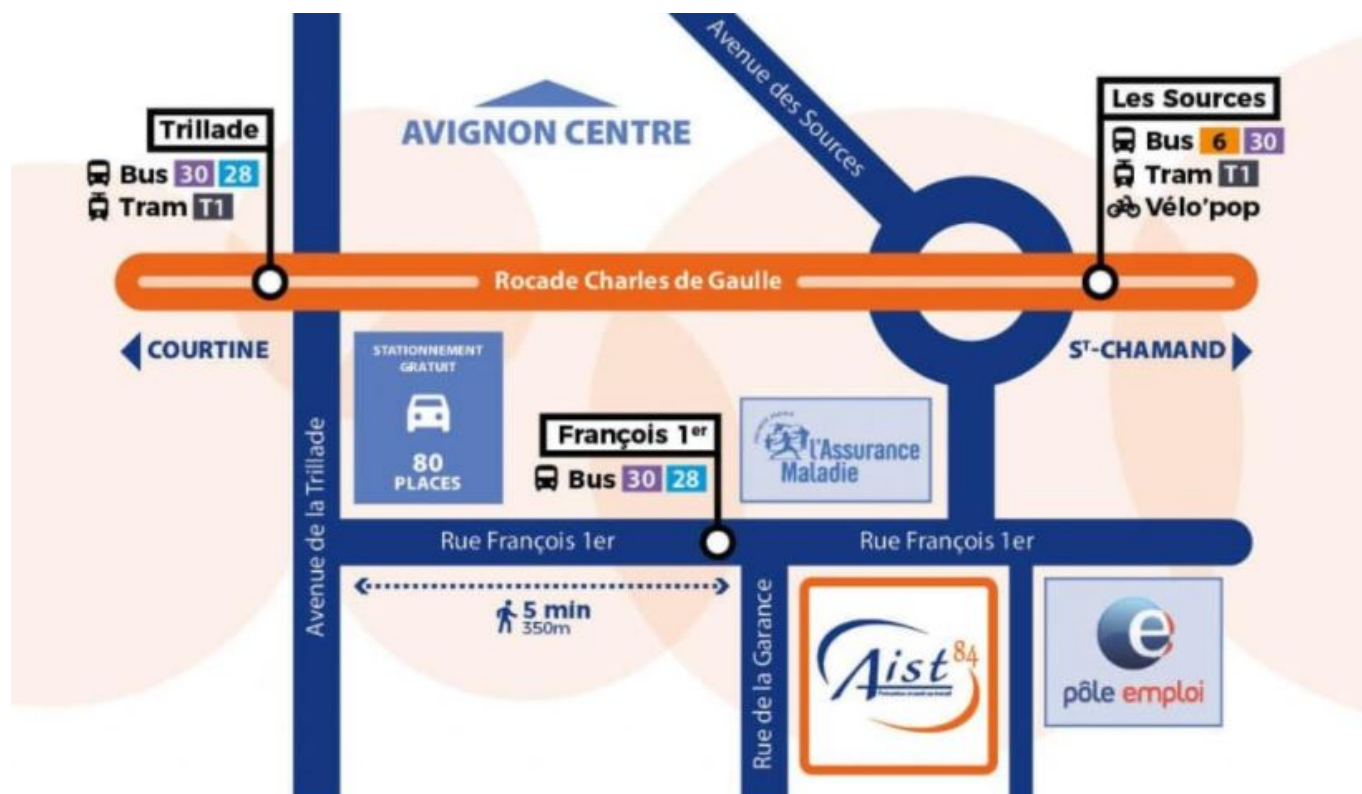 Avenue des Sources
Les Sources
Bus 6 30
Tram T1
Vélo'pop
Trillade
Bus 30 28
Tram T1
AVIGNON CENTRE
Rocade Charles de Gaulle
COURTINE
Sᵀ-CHAMAND
STATIONNEMENT
GRATUIT
80
PLACES
François 1ᵉʳ
Bus 30 28
l'Assurance
Maladie
Avenue de la Trillade
Rue François 1er
Rue François 1er
5 min
350m
Rue de la Garance
Aist 84
e
pôle emploi